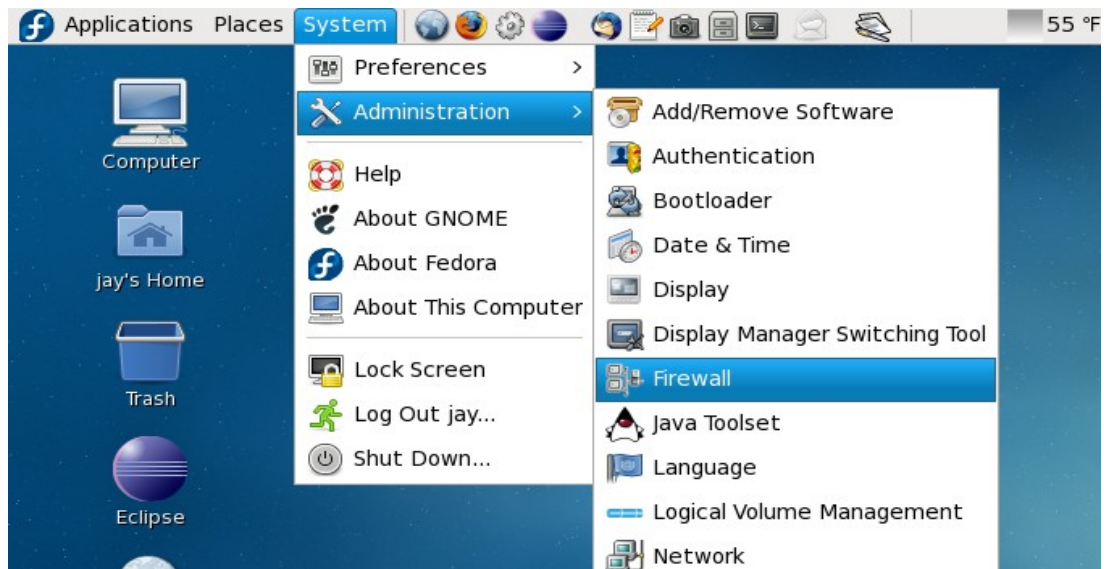 Applications Places System 55 °F
Computer
jay's Home
Trash
Eclipse
Preferences
Administration
Help
About GNOME
About Fedora
About This Computer
Lock Screen
Log Out jay...
Shut Down...
Add/Remove Software
Authentication
Bootloader
Date & Time
Display
Display Manager Switching Tool
Firewall
Java Toolset
Language
Logical Volume Management
Network